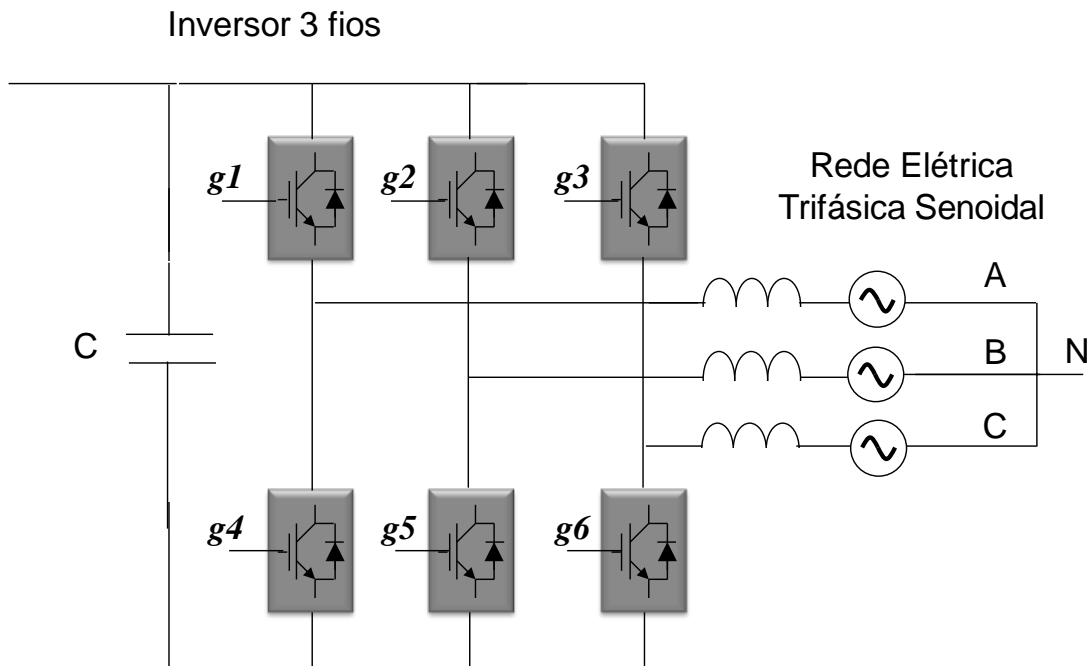 Inversor 3 fios
g1
g2
g3
Rede Elétrica
Trifásica Senoidal
A
B
N
C
C
g4
g5
g6